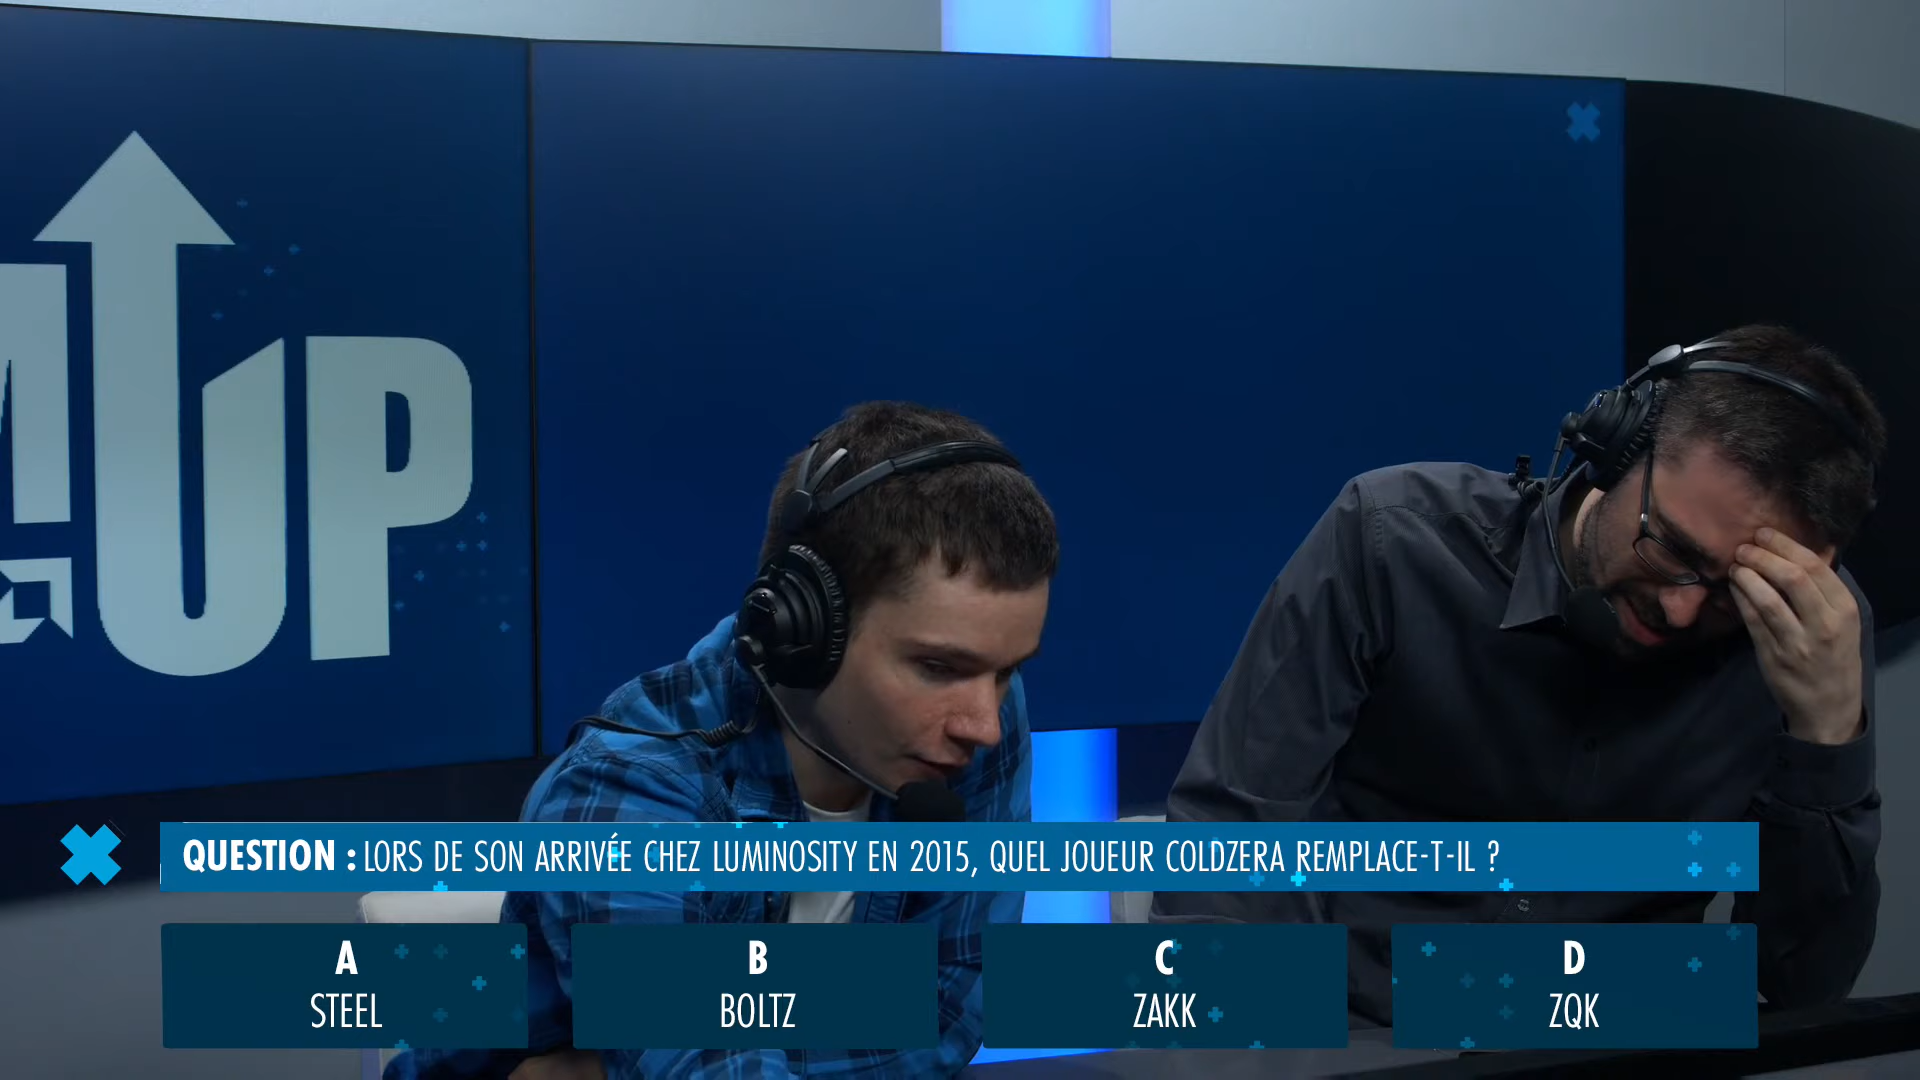 UP
QUESTION : LORS DE SON ARRIVÉE CHEZ LUMINOSITY EN 2015, QUEL JOUEUR COLDZERA REMPLACE-T-IL ?
A
STEEL
B
BOLTZ
C
ZAKK
D
ZQK